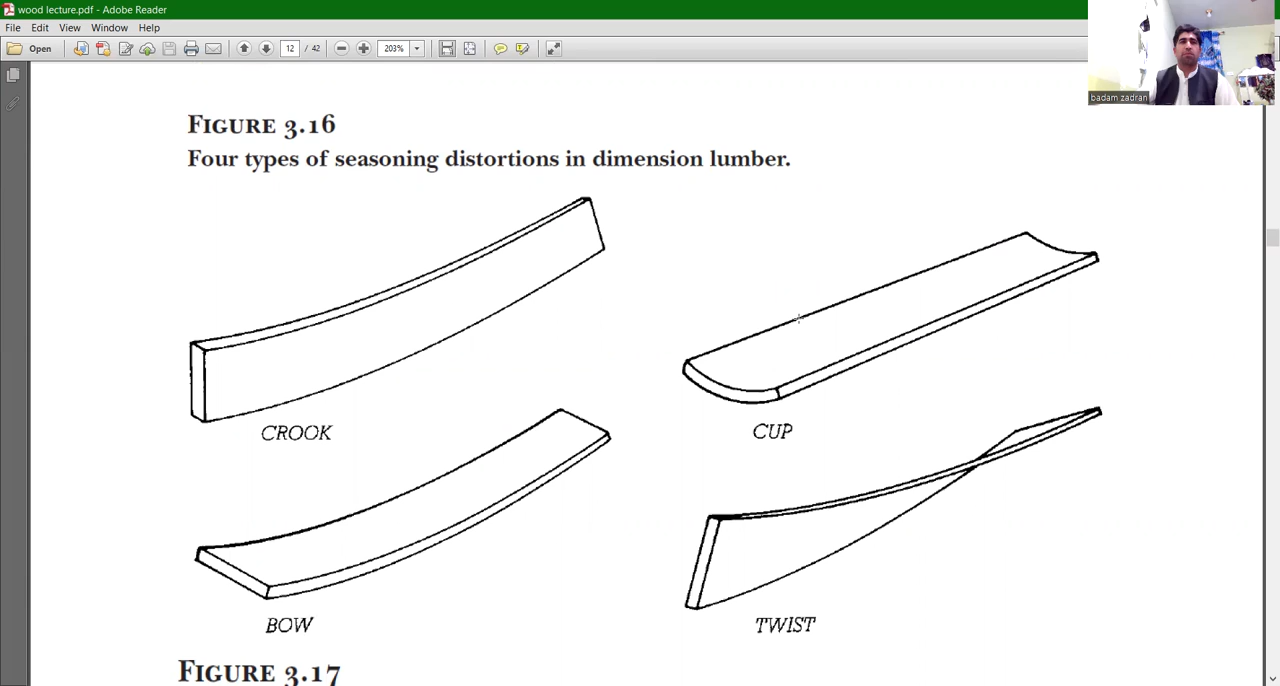 wood lecture.pdf - Adobe Reader
File Edit View Window Help
Open 12 / 42 203%
badam zadran
FIGURE 3.16
Four types of seasoning distortions in dimension lumber.
CROOK
CUP
BOW
TWIST
FIGURE 3.17